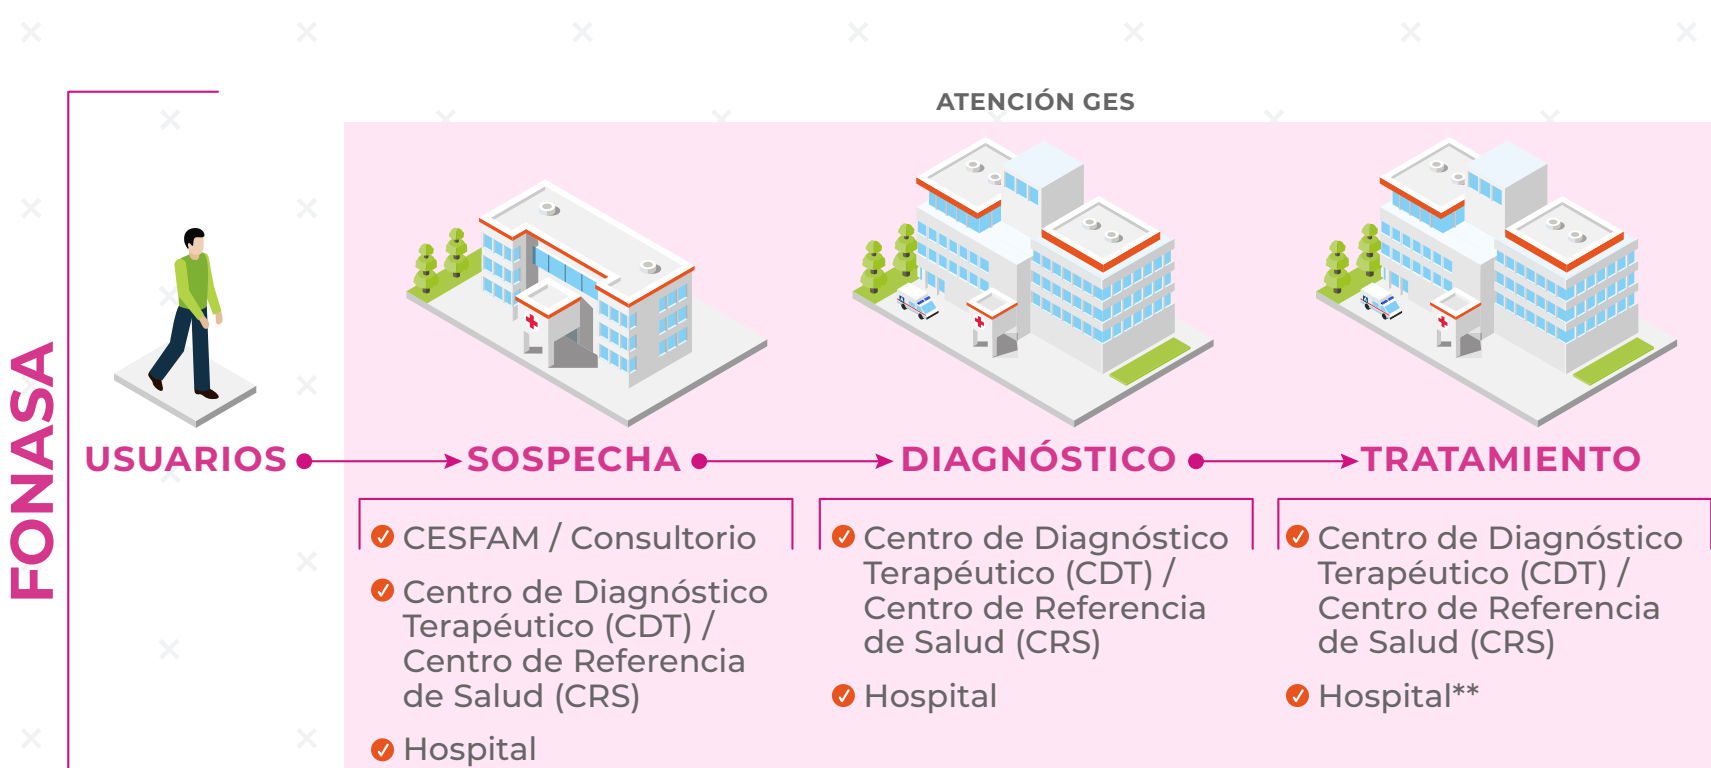 ATENCIÓN GES
FONASA
USUARIOS
SOSPECHA
DIAGNÓSTICO
TRATAMIENTO
CESFAM / Consultorio
Centro de Diagnóstico
Terapéutico (CDT) /
Centro de Referencia
de Salud (CRS)
Hospital
Centro de Diagnóstico
Terapéutico (CDT) /
Centro de Referencia
de Salud (CRS)
Hospital
Centro de Diagnóstico
Terapéutico (CDT) /
Centro de Referencia
de Salud (CRS)
Hospital**